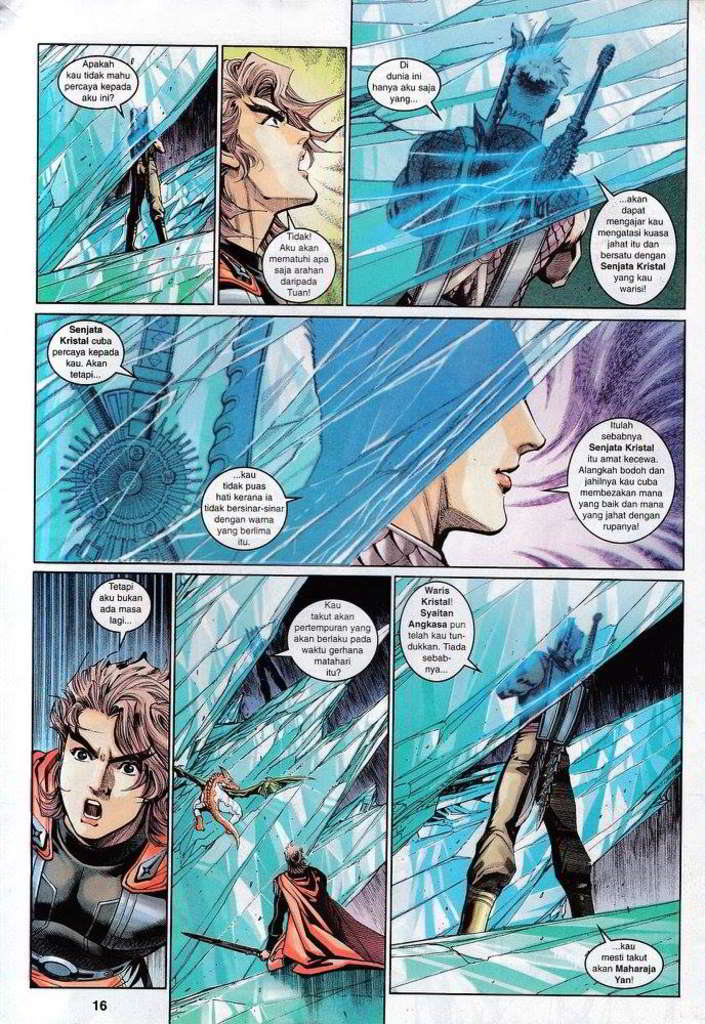 Apakah
kau tidak mahu
percaya kepada
aku ini?
Tidak!
Aku akan
mematuhi apa
saja arahan
daripada
Tuan!
Di
dunia ini
hanya aku saja
yang...
...akan
dapat
mengajar kau
mengatasi kuasa
jahat itu dan
bersatu dengan
Senjata Kristal
yang kau
warisi!
Senjata
Kristal cuba
percaya kepada
kau. Akan
tetapi...
...kau
tidak puas
hati kerana ia
tidak bersinar-sinar
dengan warna
yang berlima
itu.
Itulah
sebabnya
Senjata Kristal
itu amat kecewa.
Alangkah bodoh dan
jahilnya kau cuba
membezakan mana
yang baik dan mana
yang jahat dengan
rupanya!
Tetapi
aku bukan
ada masa
lagi...
Kau
takut akan
pertempuran yang
akan berlaku pada
waktu gerhana
matahari
itu?
Waris
Kristal!
Syaitan
Angkasa pun
telah kau tun-
dukkan. Tiada
sebab-
nya...
...kau
mesti takut
akan Maharaja
Yan!
16